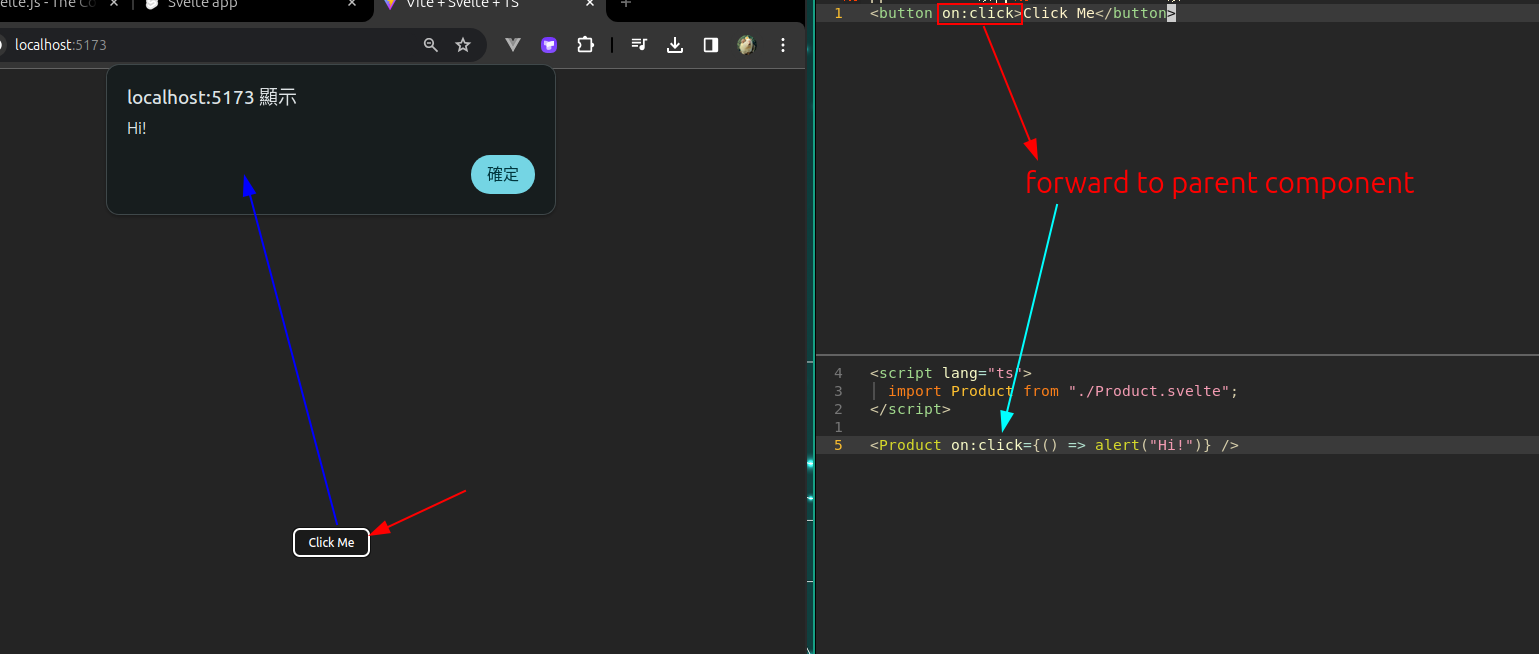 elte.js - The Co
Svelte app
Vite + Svelte + TS
localhost:5173
localhost:5173 顯示
Hi!
確定
Click Me
1 <button on:click>Click Me</button>
forward to parent component
4 <script lang="ts">
3 import Product from "./Product.svelte";
2 </script>
1
5 <Product on:click={() => alert("Hi!")} />